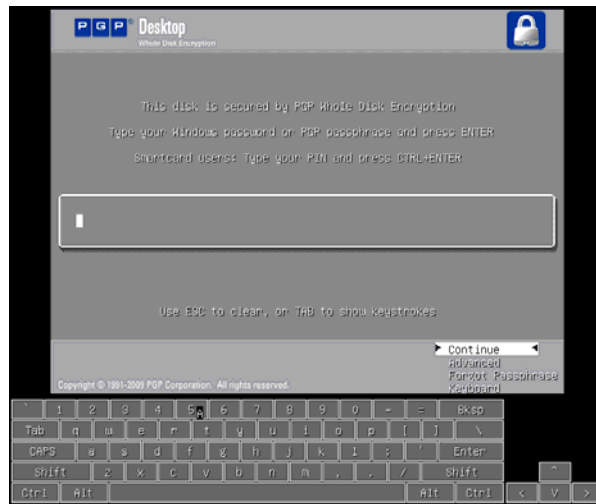 PGP® Desktop
Whole Disk Encryption
This disk is secured by PGP Whole Disk Encryption
Type your Windows password or PGP passphrase and press ENTER
Smartcard users: Type your PIN and press CTRL+ENTER
Use ESC to clear, or TAB to show keystrokes
Continue
Advanced
Forgot Passphrase
Keyboard
Copyright © 1991-2009 PGP Corporation. All rights reserved.
` 1 2 3 4 5 6 7 8 9 0 - = Bksp
Tab q w e r t y u i o p [ ] \
CAPS a s d f g h j k l ; ' Enter
Shift z x c v b n m , . / Shift ^
Ctrl Alt Alt Ctrl < V >